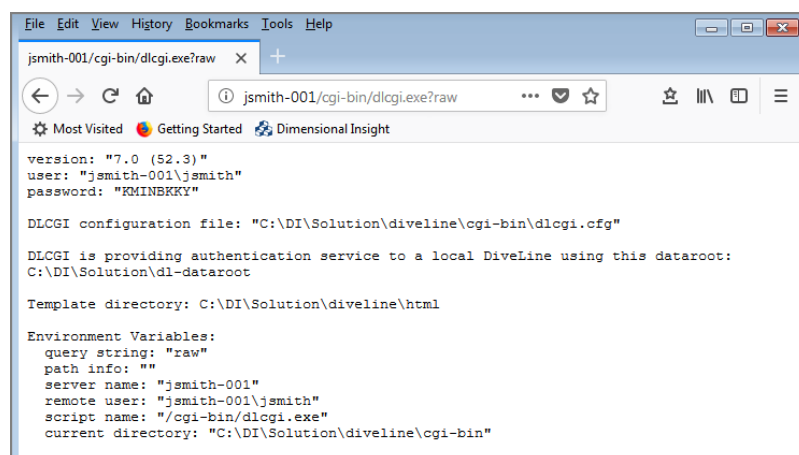 File Edit View History Bookmarks Tools Help
jsmith-001/cgi-bin/dlcgi.exe?raw
jsmith-001/cgi-bin/dlcgi.exe?raw
Most Visited Getting Started Dimensional Insight
version: "7.0 (52.3)"
user: "jsmith-001\jsmith"
password: "KMINBKKY"
DLCGI configuration file: "C:\DI\Solution\diveline\cgi-bin\dlcgi.cfg"
DLCGI is providing authentication service to a local DiveLine using this dataroot:
C:\DI\Solution\dl-dataroot
Template directory: C:\DI\Solution\diveline\html
Environment Variables:
query string: "raw"
path info: ""
server name: "jsmith-001"
remote user: "jsmith-001\jsmith"
script name: "/cgi-bin/dlcgi.exe"
current directory: "C:\DI\Solution\diveline\cgi-bin"